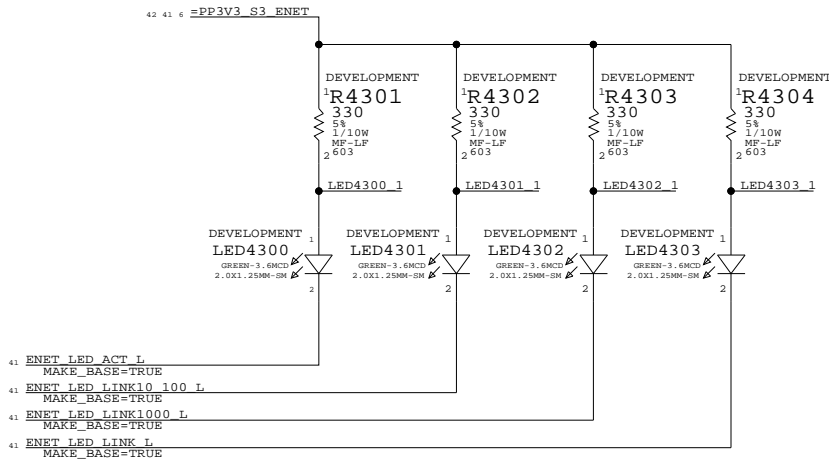 42 41 6 =PP3V3_S3_ENET
DEVELOPMENT
1
R4301
330
5%
1/10W
MF-LF
2 603
LED4300_1
DEVELOPMENT
1
R4302
330
5%
1/10W
MF-LF
2 603
LED4301_1
DEVELOPMENT
1
R4303
330
5%
1/10W
MF-LF
2 603
LED4302_1
DEVELOPMENT
1
R4304
330
5%
1/10W
MF-LF
2 603
LED4303_1
DEVELOPMENT
1
LED4300
GREEN-3.6MCD
2.0X1.25MM-SM
2
DEVELOPMENT
1
LED4301
GREEN-3.6MCD
2.0X1.25MM-SM
2
DEVELOPMENT
1
LED4302
GREEN-3.6MCD
2.0X1.25MM-SM
2
DEVELOPMENT
1
LED4303
GREEN-3.6MCD
2.0X1.25MM-SM
2
41 ENET_LED_ACT_L
MAKE_BASE=TRUE
41 ENET_LED_LINK10_100_L
MAKE_BASE=TRUE
41 ENET_LED_LINK1000_L
MAKE_BASE=TRUE
41 ENET_LED_LINK_L
MAKE_BASE=TRUE